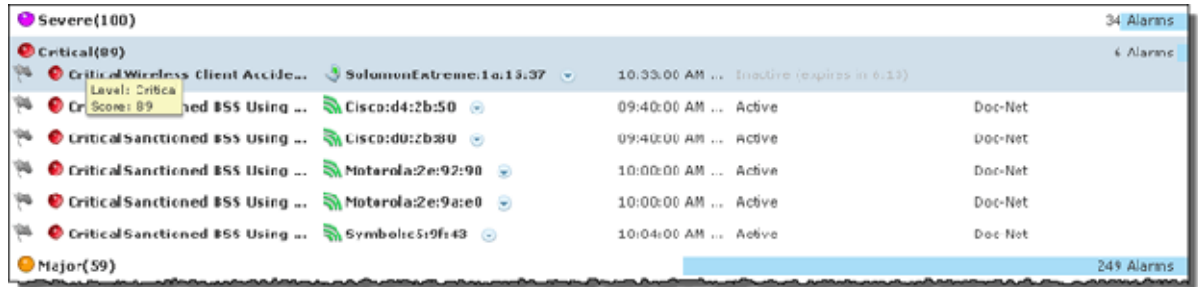 Severe(100) 34 Alarms
Critical(89) 6 Alarms
Critical Wireless Client Accide... SolomonExtreme:1a:15:37 10:33:00 AM ... Inactive (expires in 6:13)
Level: Critica
Score: 89
Cr ned BSS Using ... Cisco:d4:2b:50 09:40:00 AM ... Active Doc-Net
Critical Sanctioned BSS Using ... Cisco:d0:2b:80 09:40:00 AM ... Active Doc-Net
Critical Sanctioned BSS Using ... Motorola:2e:92:90 10:00:00 AM ... Active Doc-Net
Critical Sanctioned BSS Using ... Motorola:2e:9a:e0 10:00:00 AM ... Active Doc-Net
Critical Sanctioned BSS Using ... Symbol:c5:9f:43 10:04:00 AM ... Active Doc-Net
Major(59) 249 Alarms